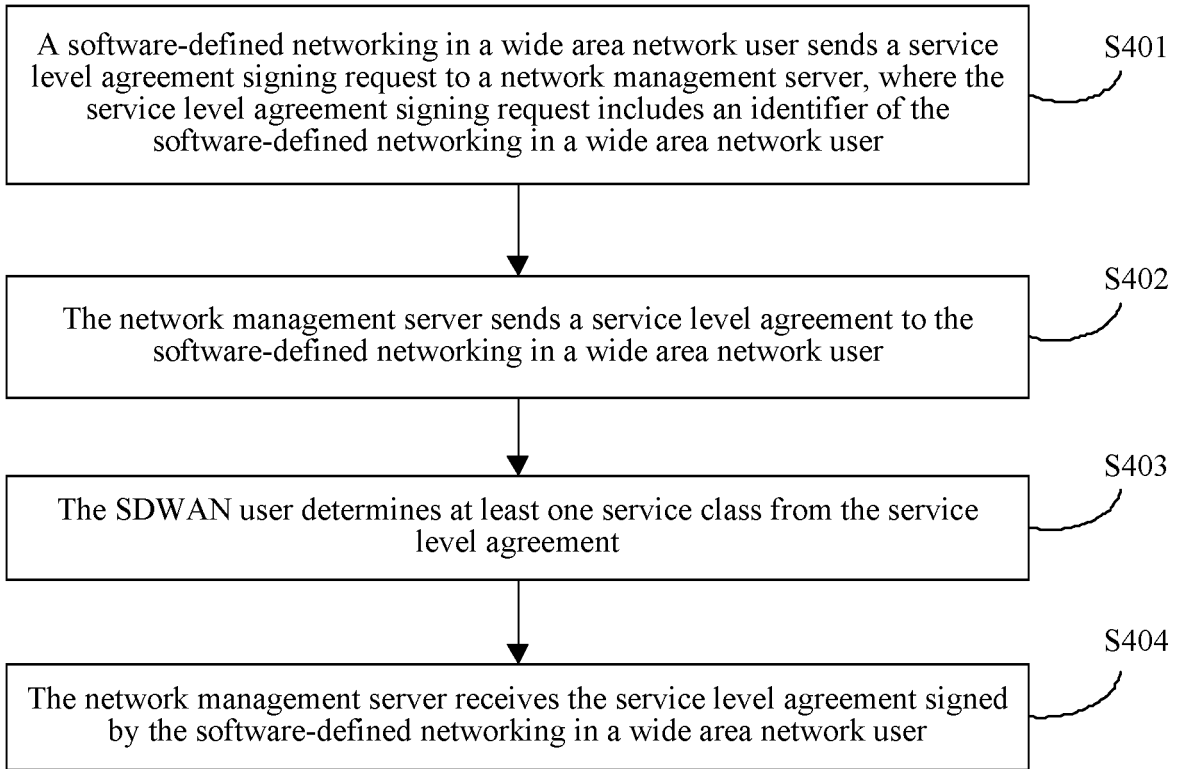 A software-defined networking in a wide area network user sends a service
level agreement signing request to a network management server, where the
service level agreement signing request includes an identifier of the
software-defined networking in a wide area network user
S401
The network management server sends a service level agreement to the
software-defined networking in a wide area network user
S402
The SDWAN user determines at least one service class from the service
level agreement
S403
The network management server receives the service level agreement signed
by the software-defined networking in a wide area network user
S404